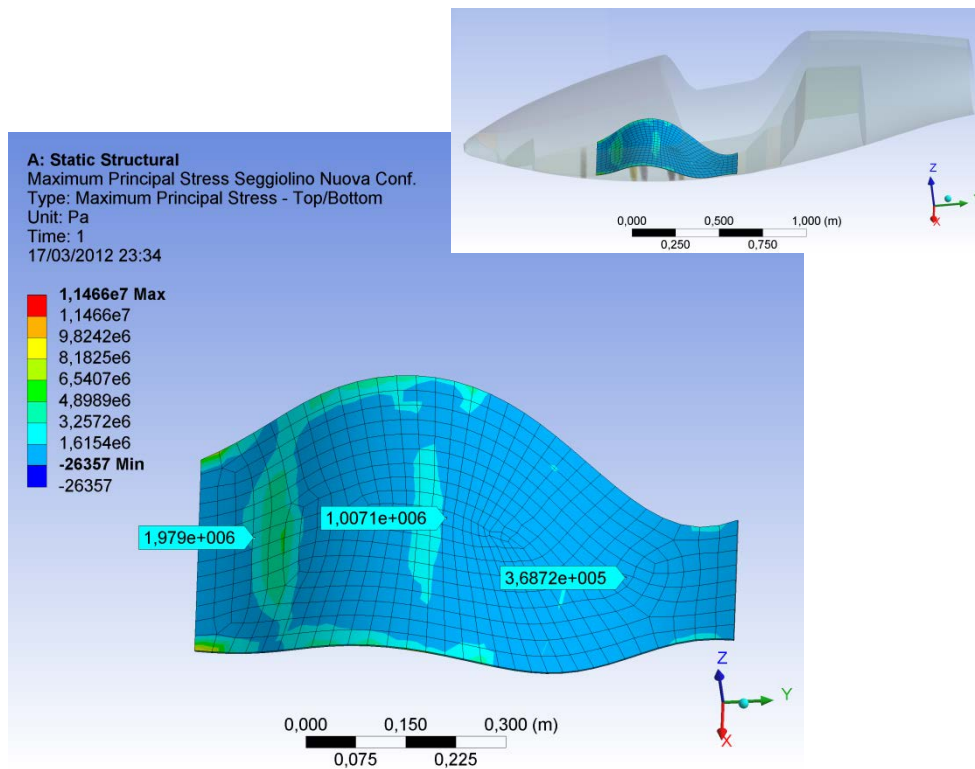 Z
Y
X
0,000 0,500 1,000 (m)
0,250 0,750
A: Static Structural
Maximum Principal Stress Seggiolino Nuova Conf.
Type: Maximum Principal Stress - Top/Bottom
Unit: Pa
Time: 1
17/03/2012 23:34
1,1466e7 Max
1,1466e7
9,8242e6
8,1825e6
6,5407e6
4,8989e6
3,2572e6
1,6154e6
-26357 Min
-26357
1,979e+006
1,0071e+006
3,6872e+005
Z
Y
X
0,000 0,150 0,300 (m)
0,075 0,225